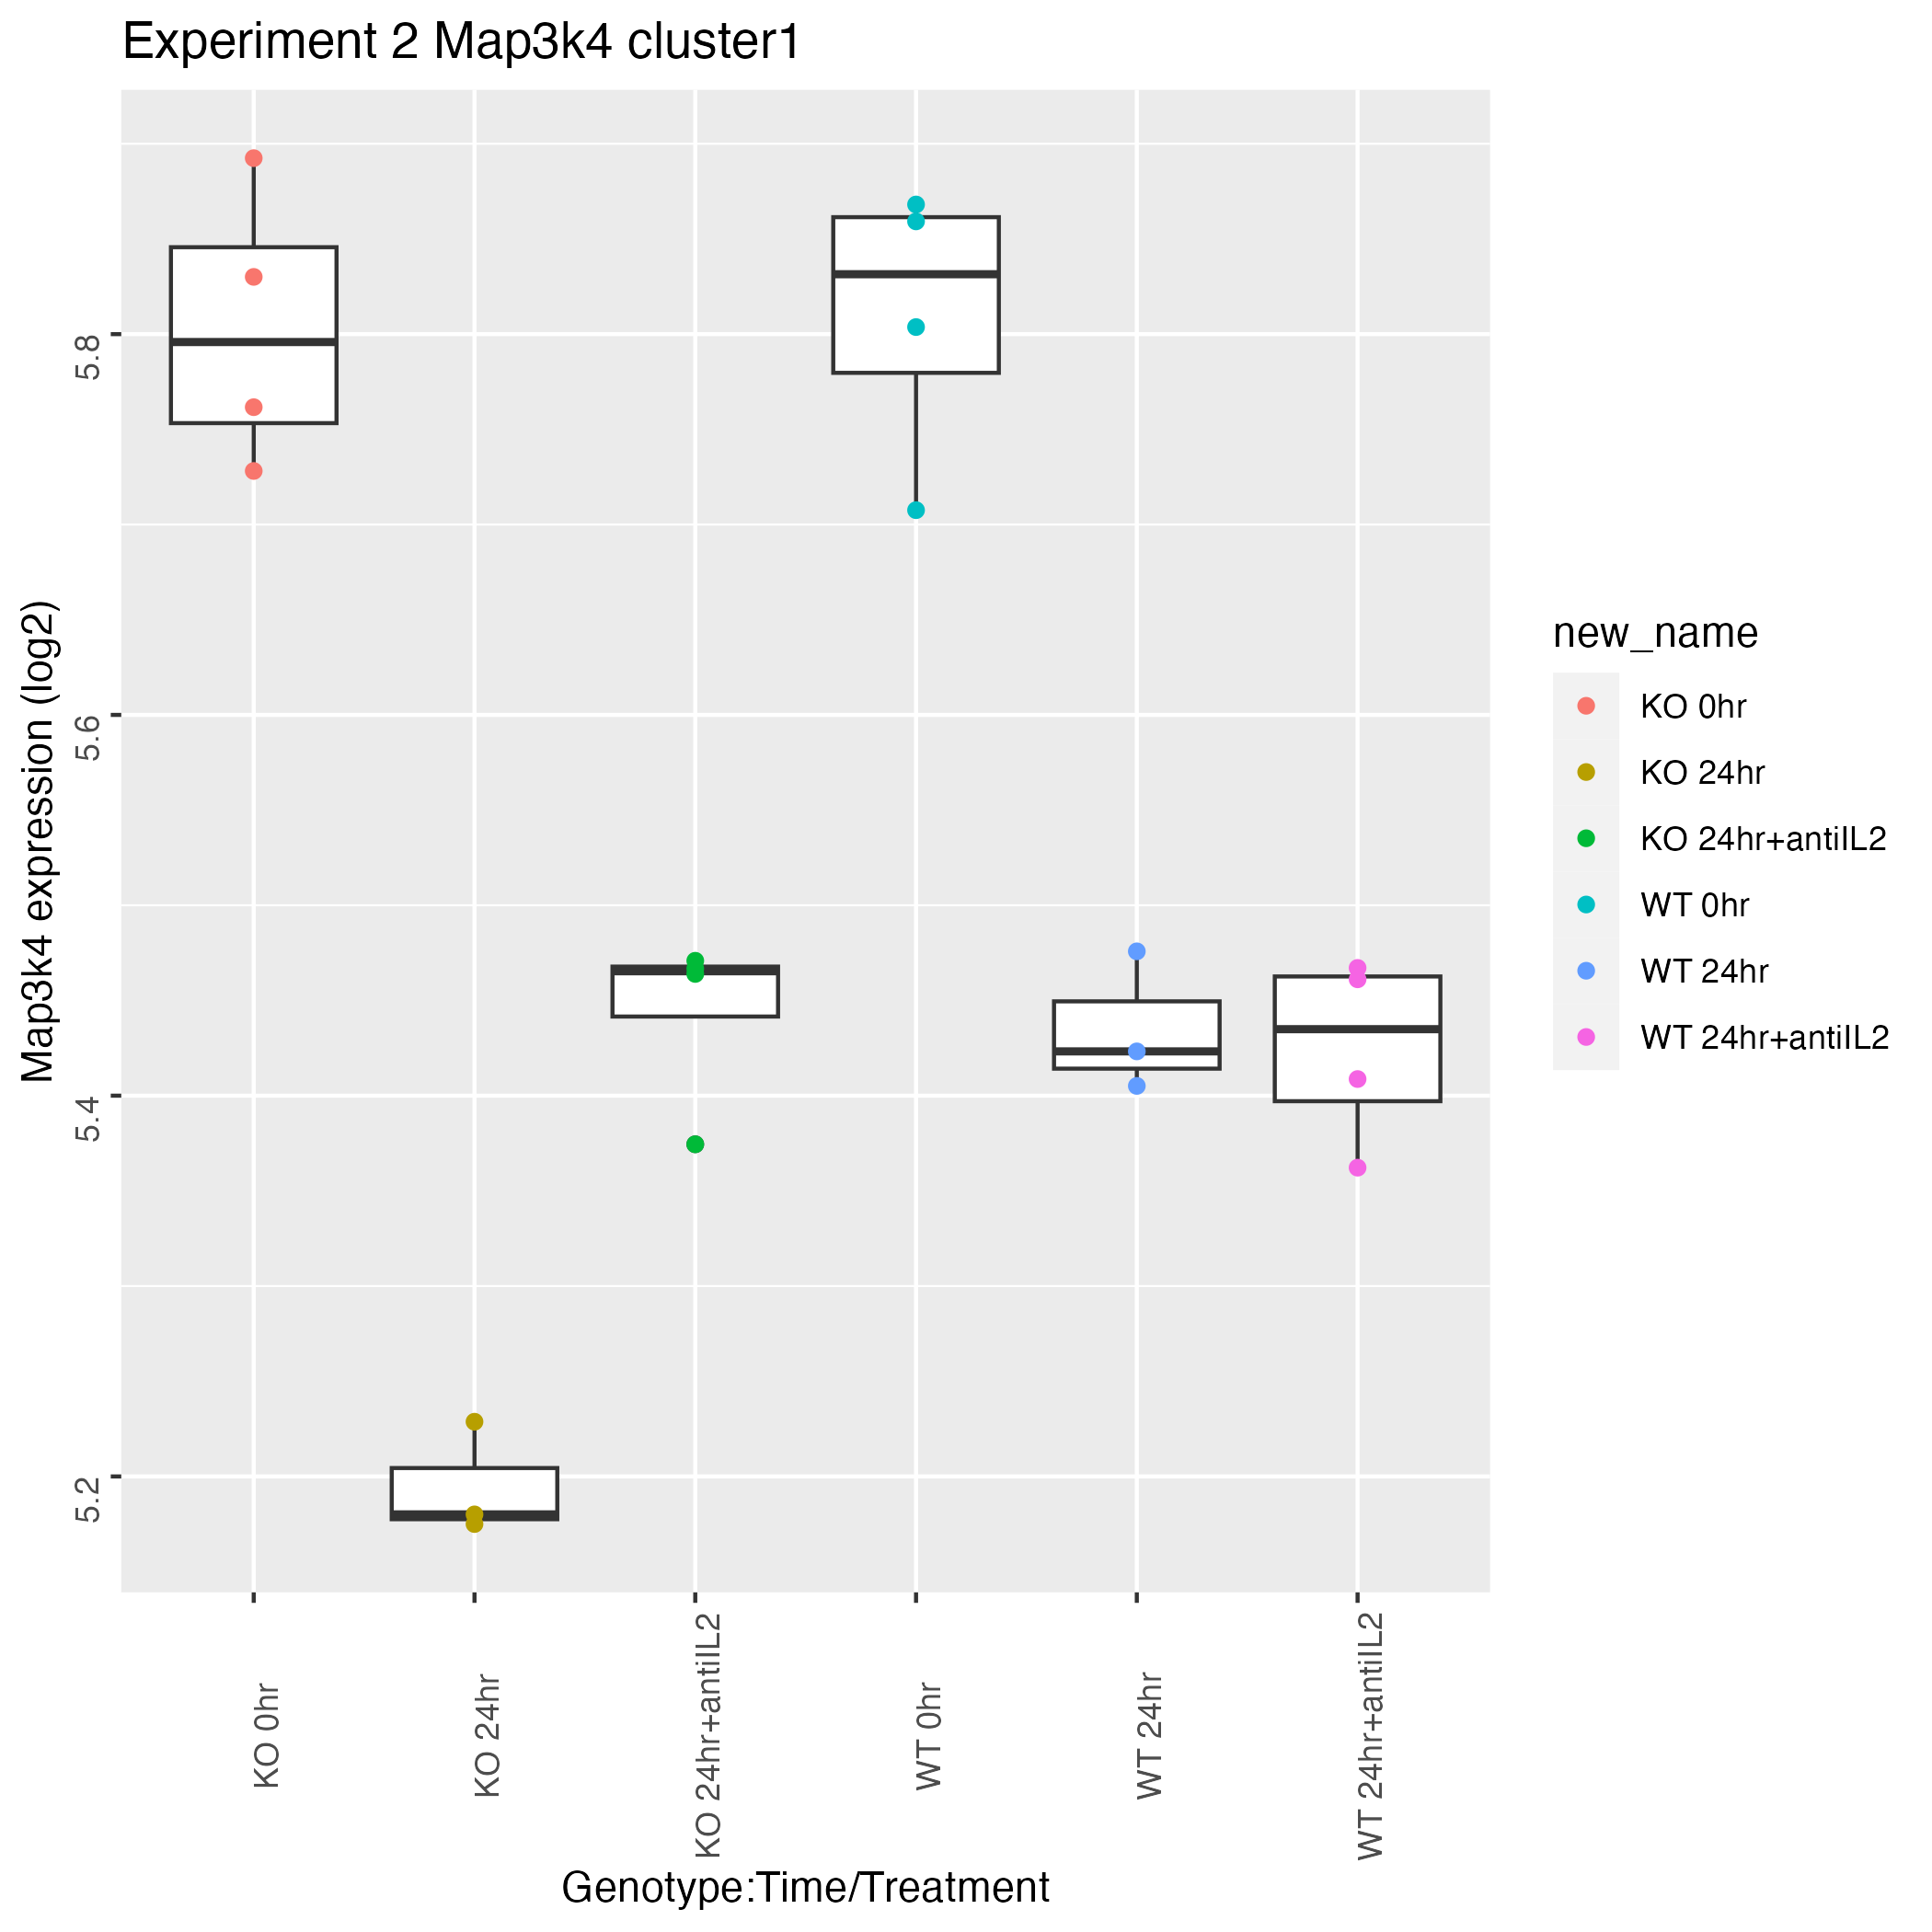 Experiment 2 Map3k4 cluster1
Map3k4 expression (log2)
5.8
5.6
5.4
5.2
KO 0hr
KO 24hr
KO 24hr+antiIL2
WT 0hr
WT 24hr
WT 24hr+antiIL2
Genotype:Time/Treatment
new_name
KO 0hr
KO 24hr
KO 24hr+antiIL2
WT 0hr
WT 24hr
WT 24hr+antiIL2